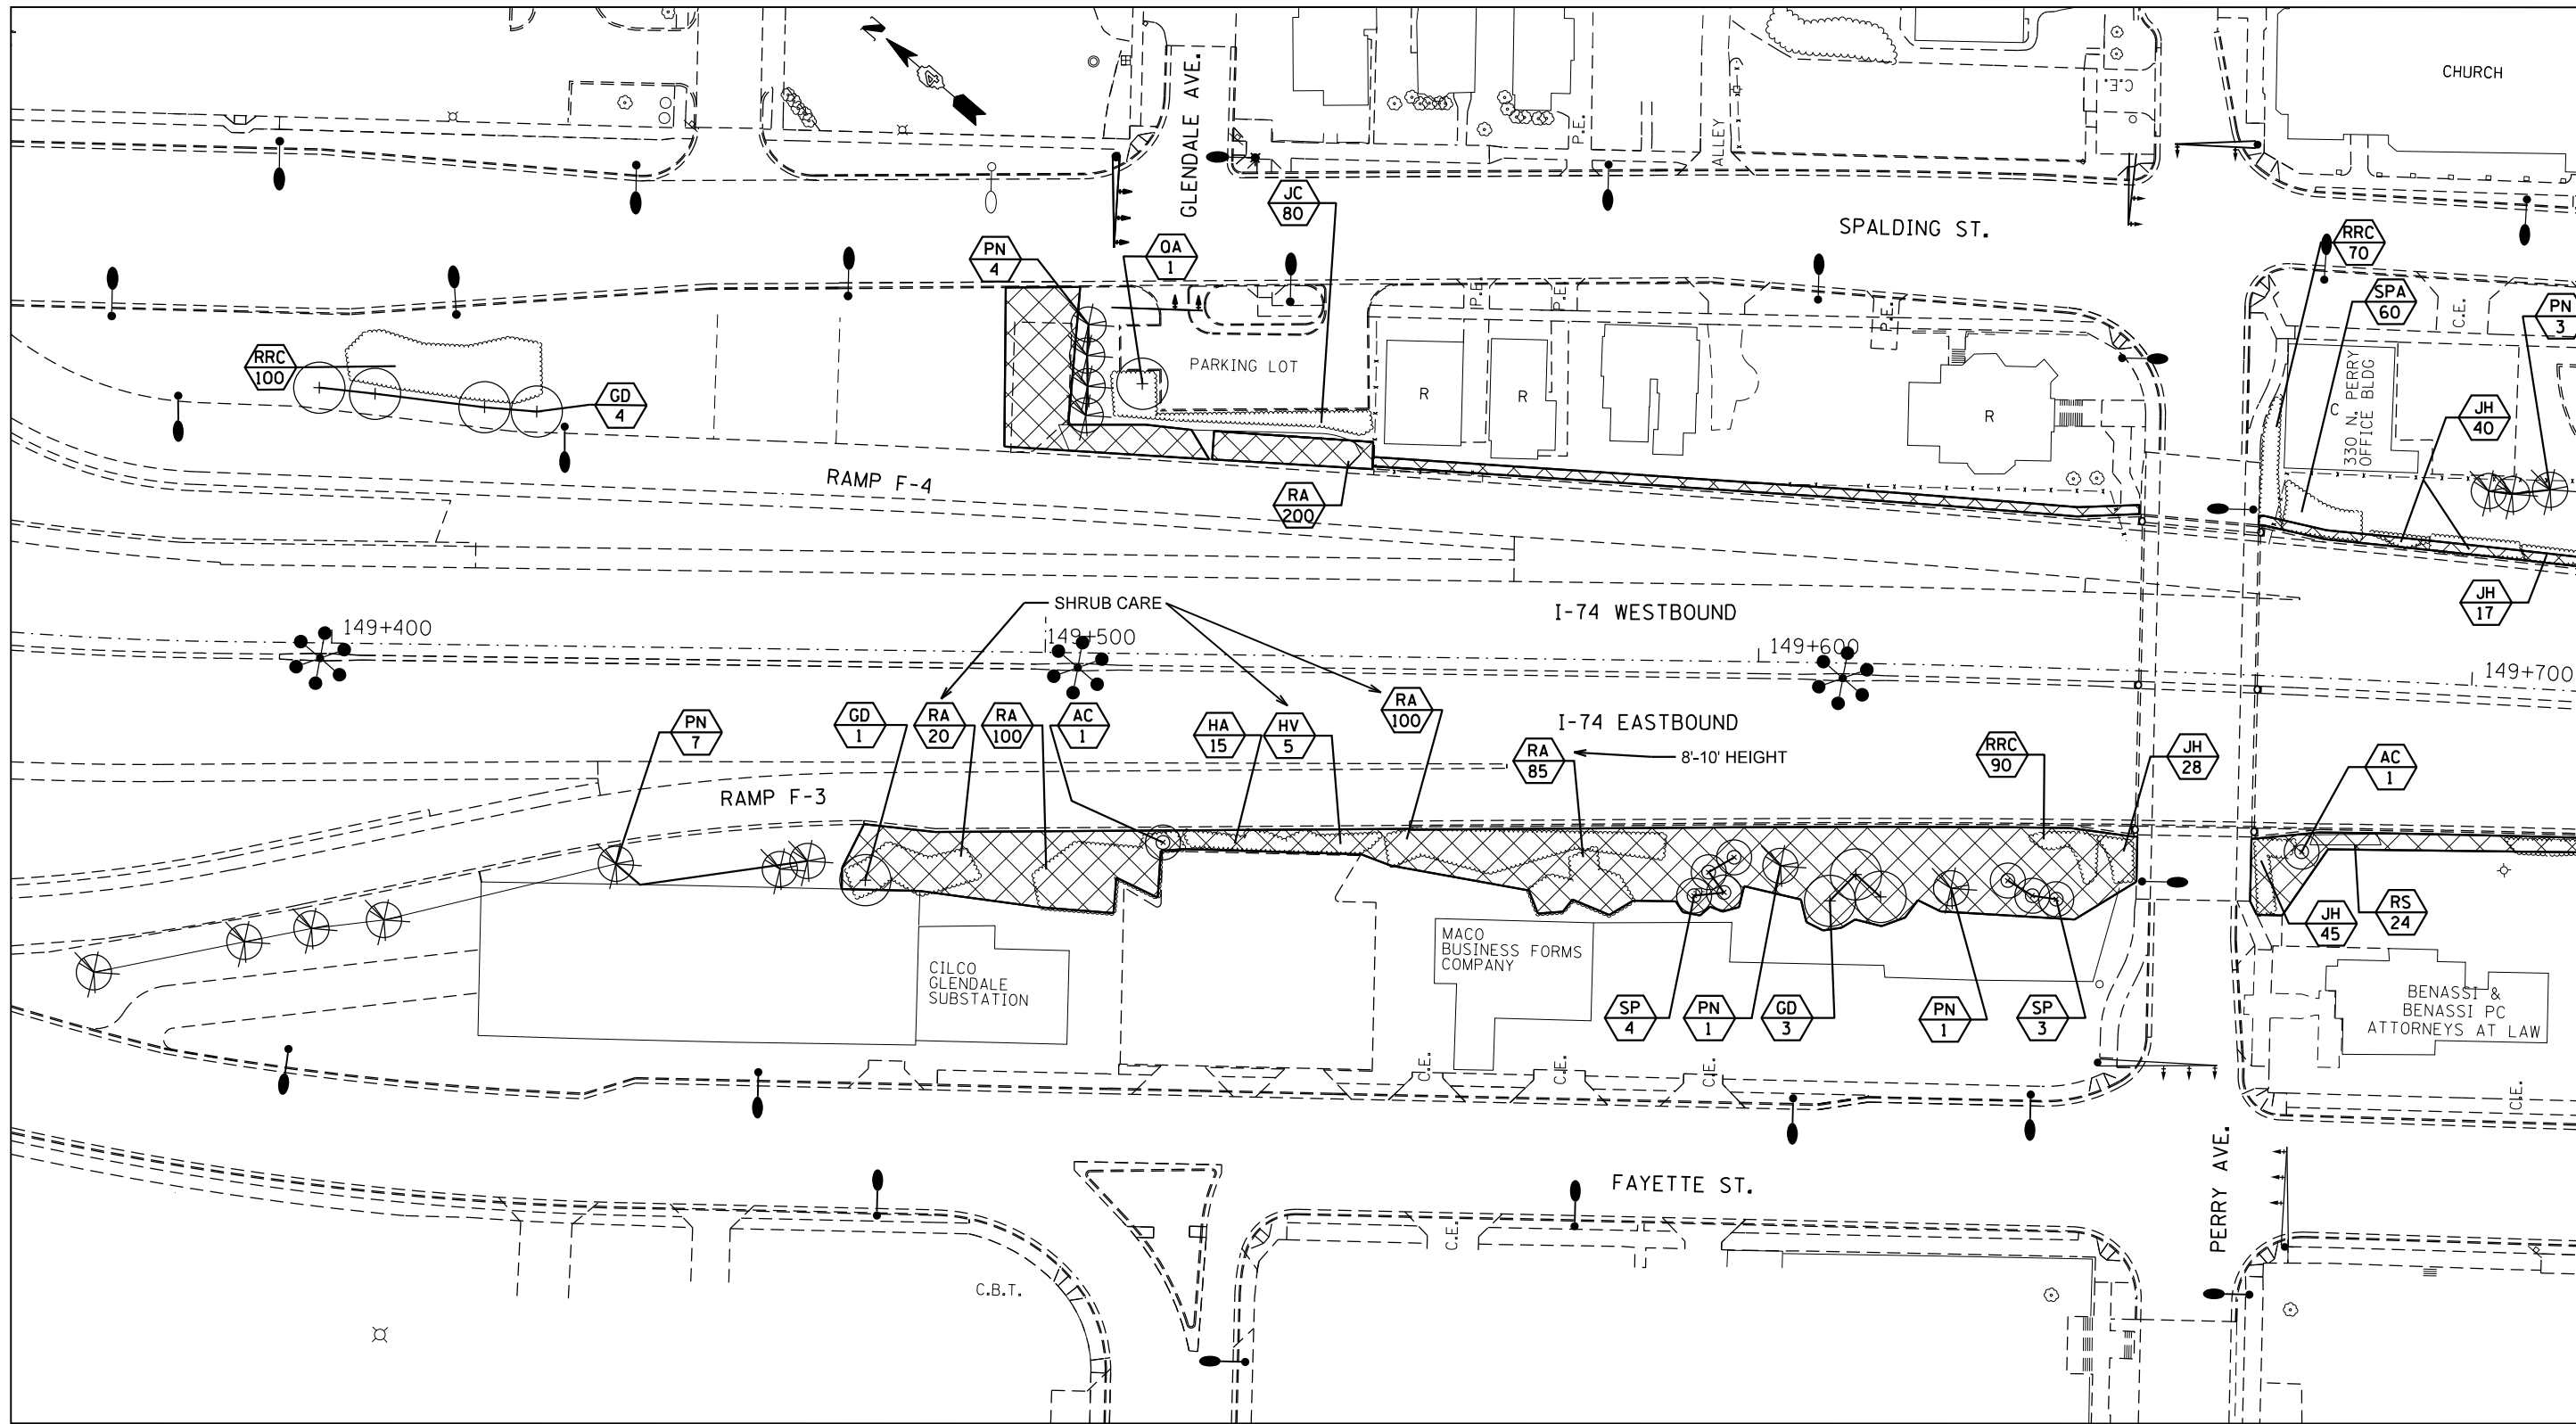 N
4
GLENDALE AVE.
P.E.
ALLEY
C.E.
CHURCH
JC
80
SPALDING ST.
PN
4
QA
1
RRC
70
SPA
60
PN
3
C.E.
P.E.
P.E.
P.E.
PARKING LOT
RRC
100
GD
4
R
R
R
C
330 N. PERRY
OFFICE BLDG
JH
40
RAMP F-4
RA
200
JH
17
SHRUB CARE
I-74 WESTBOUND
149+400
149+500
149+600
149+700
PN
7
GD
1
RA
20
RA
100
AC
1
HA
15
HV
5
RA
100
I-74 EASTBOUND
RA
85
8'-10' HEIGHT
RRC
90
JH
28
AC
1
RAMP F-3
JH
45
RS
24
CILCO
GLENDALE
SUBSTATION
MACO
BUSINESS FORMS
COMPANY
SP
4
PN
1
GD
3
PN
1
SP
3
BENASSI &
BENASSI PC
ATTORNEYS AT LAW
C.E.
C.E.
C.E.
C.E.
FAYETTE ST.
PERRY AVE.
C.E.
C.B.T.